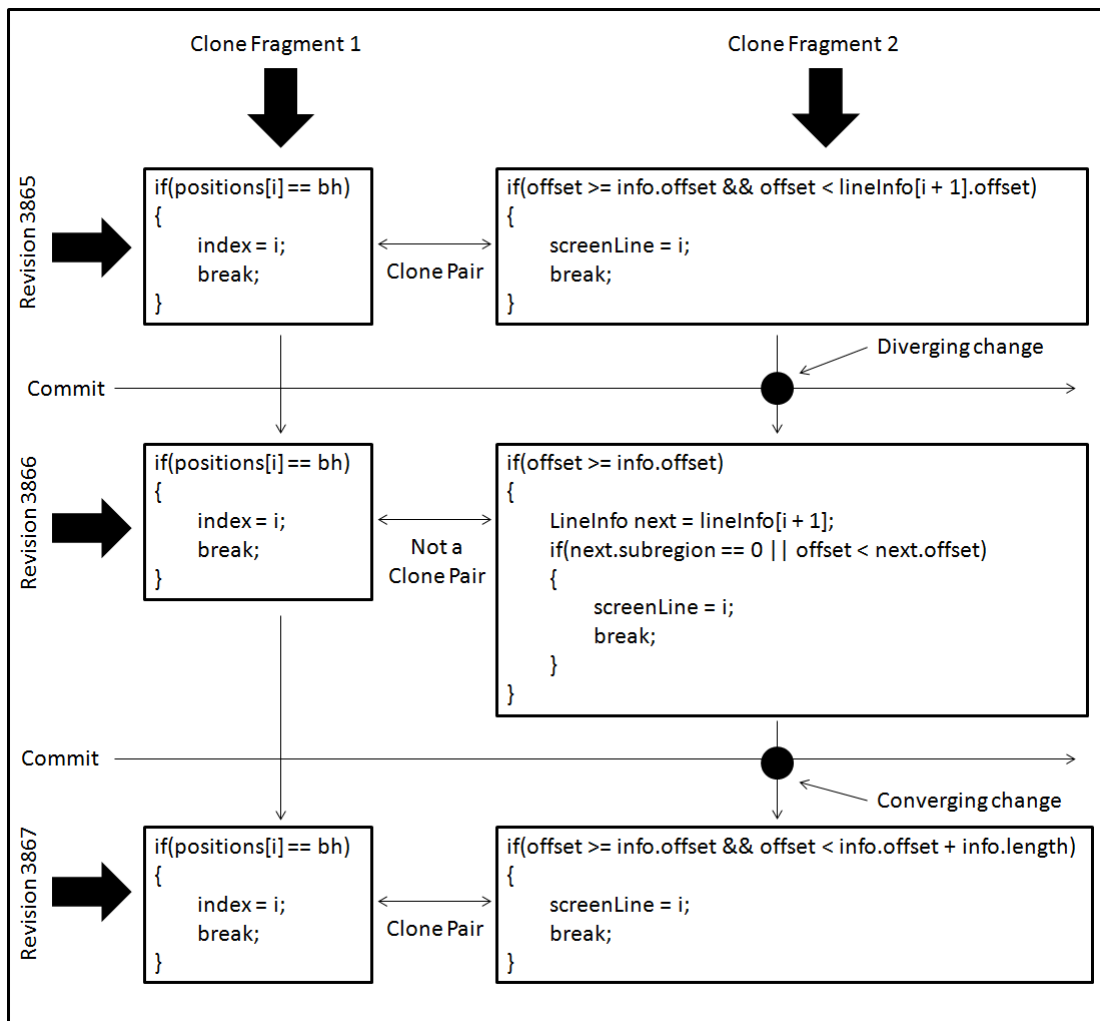 Clone Fragment 1
Clone Fragment 2
Revision 3865
if(positions[i] == bh)
{
index = i;
break;
}
Clone Pair
if(offset >= info.offset && offset < lineInfo[i + 1].offset)
{
screenLine = i;
break;
}
Diverging change
Commit
Revision 3866
if(positions[i] == bh)
{
index = i;
break;
}
Not a
Clone Pair
if(offset >= info.offset)
{
LineInfo next = lineInfo[i + 1];
if(next.subregion == 0 || offset < next.offset)
{
screenLine = i;
break;
}
}
Commit
Converging change
Revision 3867
if(positions[i] == bh)
{
index = i;
break;
}
Clone Pair
if(offset >= info.offset && offset < info.offset + info.length)
{
screenLine = i;
break;
}